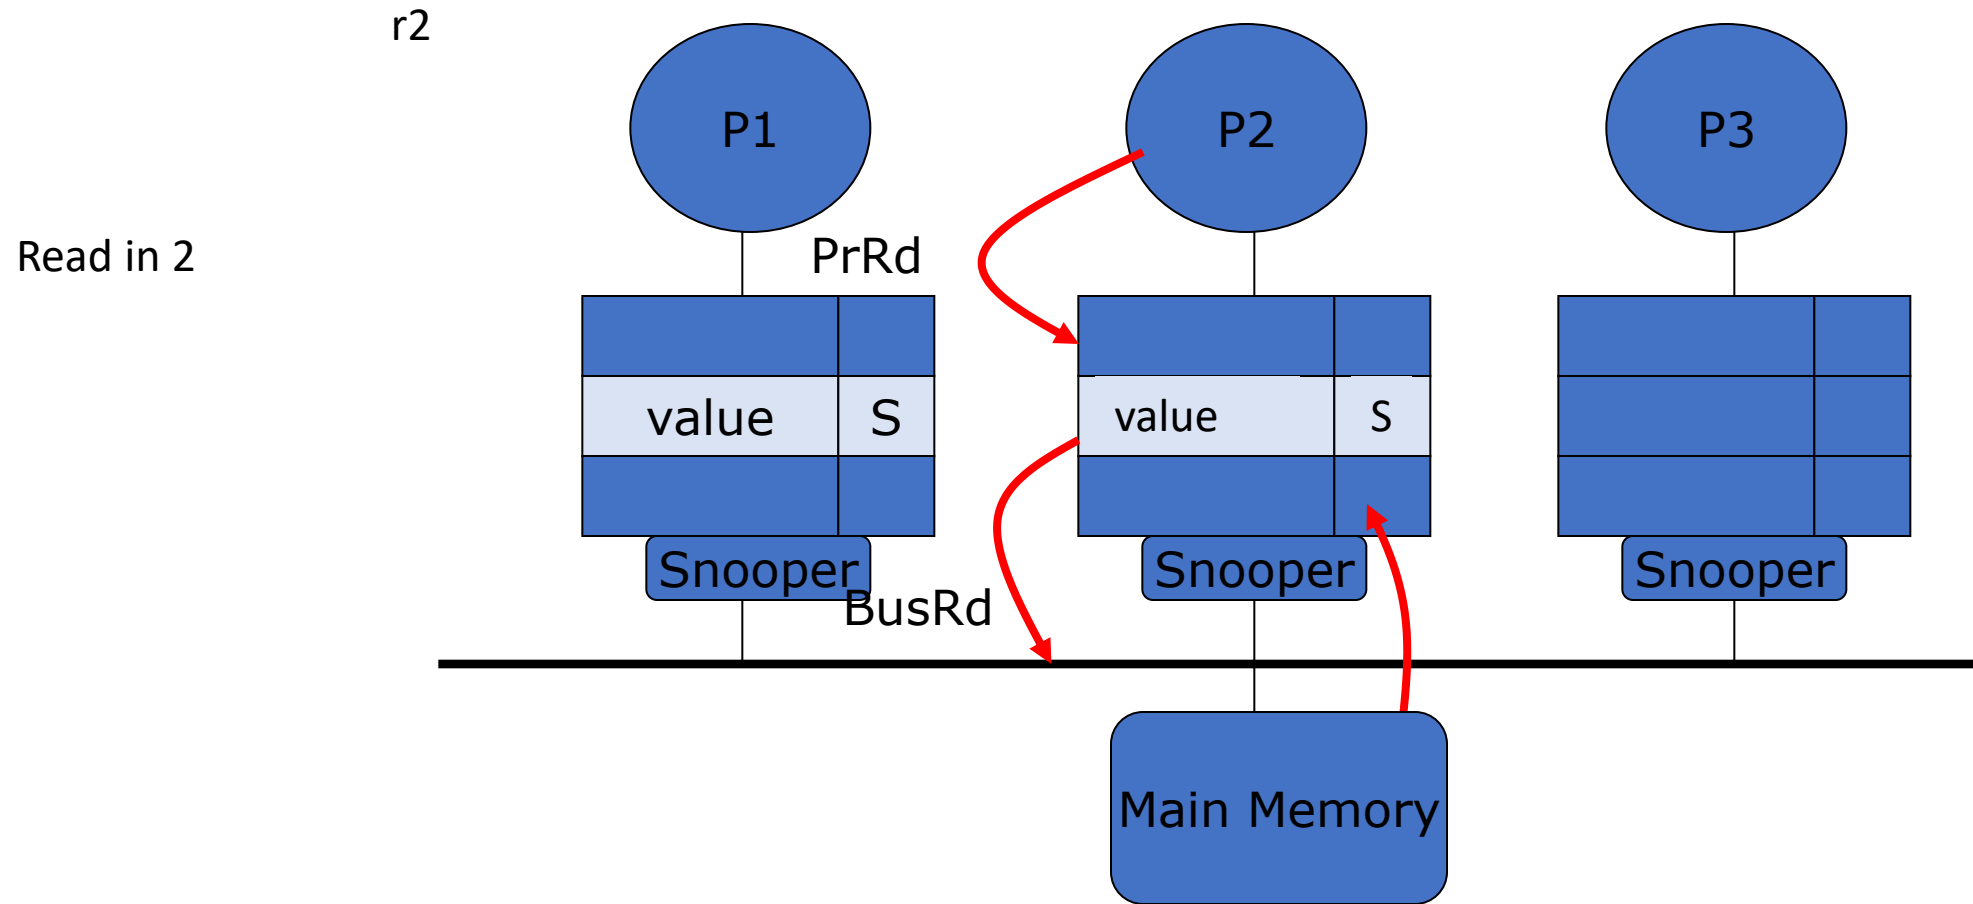 r2
P1
P2
P3
Read in 2
PrRd
value S
value S
Snooper
Snooper
Snooper
BusRd
Main Memory